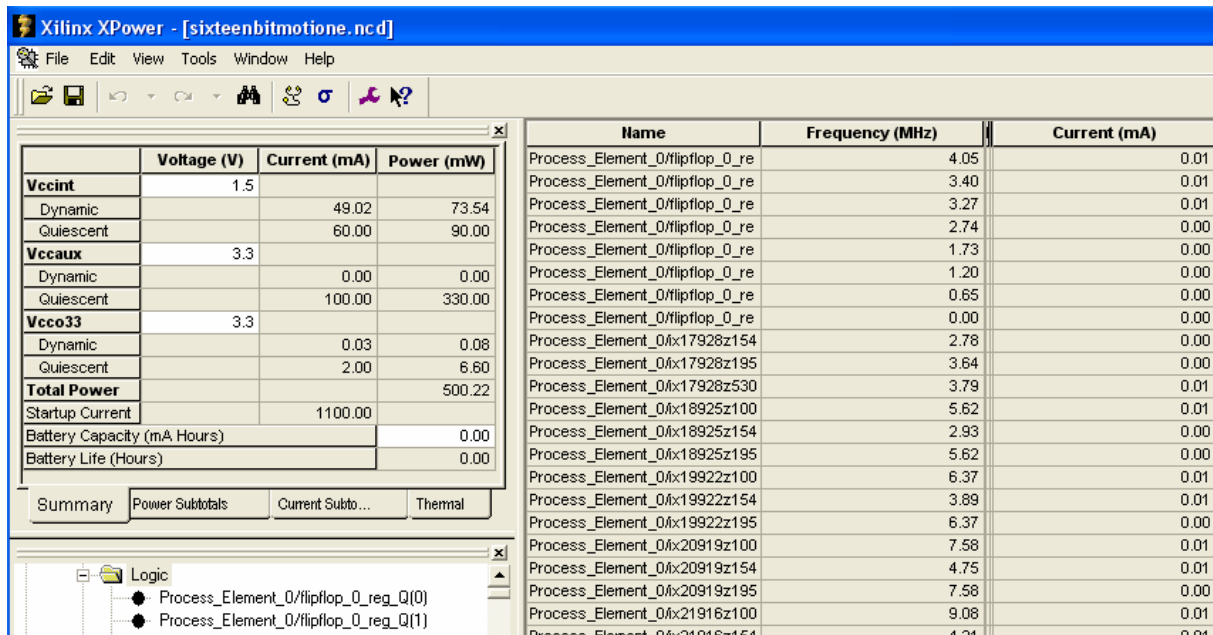 Xilinx XPower - [sixteenbitmotione.ncd]
File Edit View Tools Window Help
Voltage (V) Current (mA) Power (mW)
Vccint 1.5
Dynamic 49.02 73.54
Quiescent 60.00 90.00
Vccaux 3.3
Dynamic 0.00 0.00
Quiescent 100.00 330.00
Vcco33 3.3
Dynamic 0.03 0.08
Quiescent 2.00 6.60
Total Power 500.22
Startup Current 1100.00
Battery Capacity (mA Hours) 0.00
Battery Life (Hours) 0.00
Summary Power Subtotals Current Subto... Thermal
Logic
Process_Element_0/flipflop_0_reg_Q(0)
Process_Element_0/flipflop_0_reg_Q(1)
Name Frequency (MHz) Current (mA)
Process_Element_0/flipflop_0_re 4.05 0.01
Process_Element_0/flipflop_0_re 3.40 0.01
Process_Element_0/flipflop_0_re 3.27 0.01
Process_Element_0/flipflop_0_re 2.74 0.00
Process_Element_0/flipflop_0_re 1.73 0.00
Process_Element_0/flipflop_0_re 1.20 0.00
Process_Element_0/flipflop_0_re 0.65 0.00
Process_Element_0/flipflop_0_re 0.00 0.00
Process_Element_0/ix17928z154 2.78 0.00
Process_Element_0/ix17928z195 3.64 0.00
Process_Element_0/ix17928z530 3.79 0.01
Process_Element_0/ix18925z100 5.62 0.01
Process_Element_0/ix18925z154 2.93 0.00
Process_Element_0/ix18925z195 5.62 0.00
Process_Element_0/ix19922z100 6.37 0.01
Process_Element_0/ix19922z154 3.89 0.01
Process_Element_0/ix19922z195 6.37 0.00
Process_Element_0/ix20919z100 7.58 0.01
Process_Element_0/ix20919z154 4.75 0.01
Process_Element_0/ix20919z195 7.58 0.00
Process_Element_0/ix21916z100 9.08 0.01